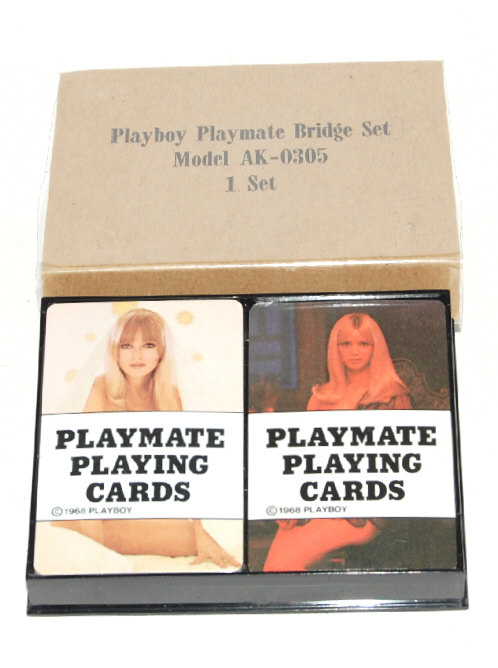 Playboy Playmate Bridge Set
Model AK-0305
1 Set
PLAYMATE
PLAYING
CARDS
©1968 PLAYBOY
PLAYMATE
PLAYING
CARDS
©1968 PLAYBOY